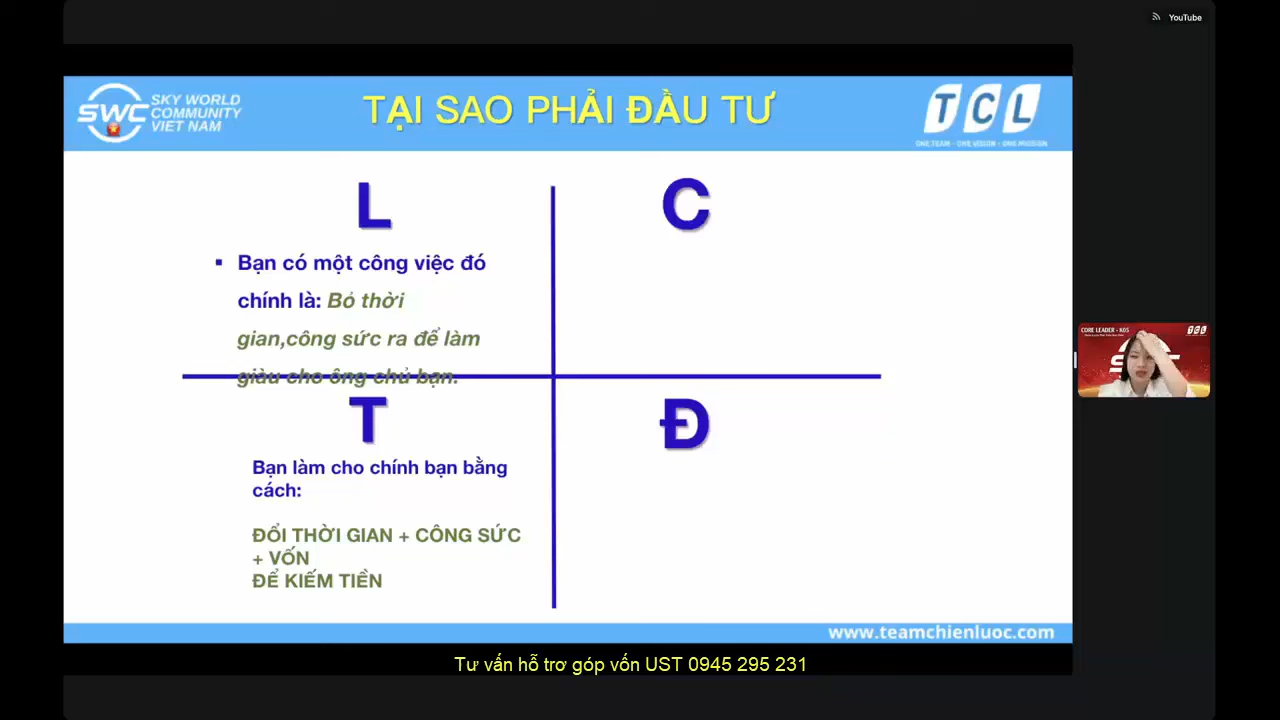 YouTube
SWC SKY WORLD
COMMUNITY
VIET NAM
TẠI SAO PHẢI ĐẦU TƯ
TCL
ONE TEAM - ONE VISION - ONE MISSION
L
C
▪ Bạn có một công việc đó
chính là: Bỏ thời
gian,công sức ra để làm
giàu cho ông chủ bạn.
T
Đ
Bạn làm cho chính bạn bằng
cách:
ĐỔI THỜI GIAN + CÔNG SỨC
+ VỐN
ĐỂ KIẾM TIỀN
CORE LEADER - K05
TCL
www.teamchienluoc.com
Tư vấn hỗ trơ góp vốn UST 0945 295 231